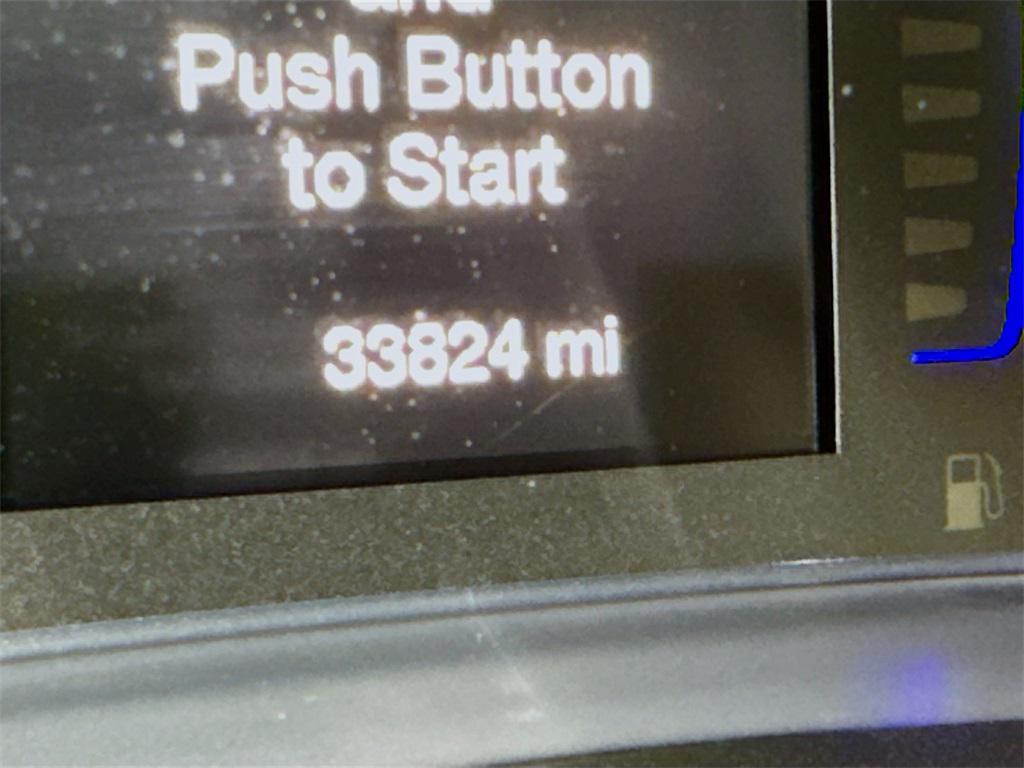 Push Button
to Start
33824 mi